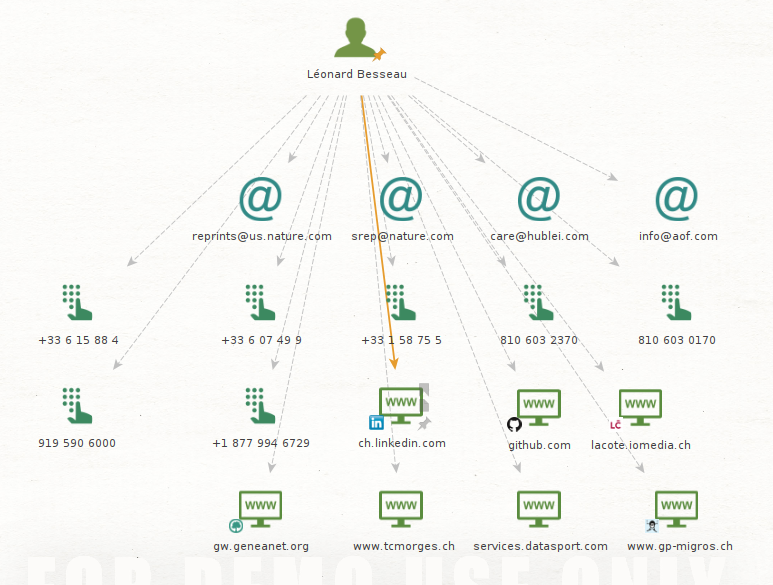 Léonard Besseau
@ @ @ @
reprints@us.nature.com srep@nature.com care@hublei.com info@aof.com
+33 6 15 88 4 +33 6 07 49 9 +33 1 58 75 5 810 603 2370 810 603 0170
www www www
in LČ
919 590 6000 +1 877 994 6729 ch.linkedin.com github.com lacote.iomedia.ch
www www www www
gw.geneanet.org www.tcmorges.ch services.datasport.com www.gp-migros.ch
FOR DEMO USE ONLY